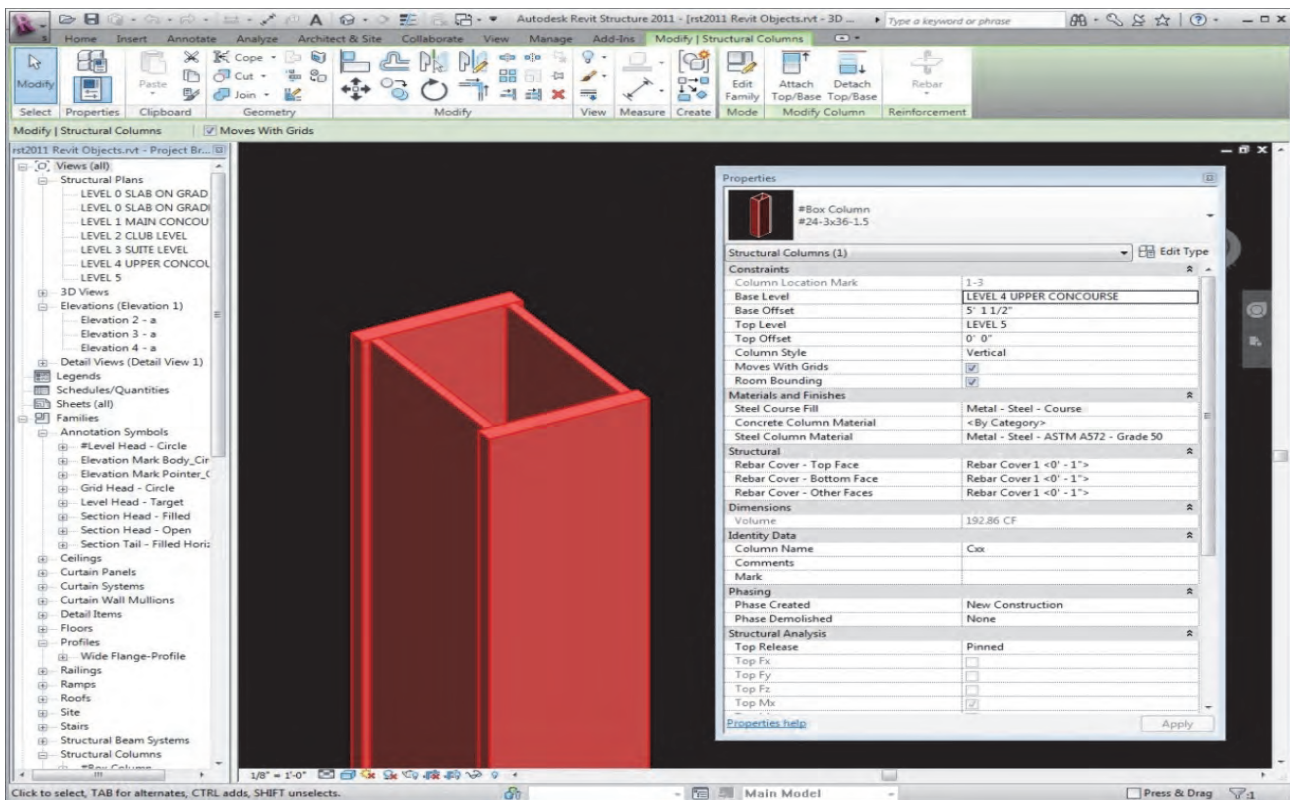 Autodesk Revit Structure 2011 - [rst2011 Revit Objects.rvt - 3D ...
Type a keyword or phrase
Home Insert Annotate Analyze Architect & Site Collaborate View Manage Add-Ins Modify | Structural Columns
Modify
Paste
Cope
Cut
Join
Edit Family
Attach Top/Base
Detach Top/Base
Rebar
Select Properties Clipboard Geometry Modify View Measure Create Mode Modify Column Reinforcement
Modify | Structural Columns Moves With Grids
rst2011 Revit Objects.rvt - Project Br...
Views (all)
Structural Plans
LEVEL 0 SLAB ON GRAD
LEVEL 0 SLAB ON GRADI
LEVEL 1 MAIN CONCOU
LEVEL 2 CLUB LEVEL
LEVEL 3 SUITE LEVEL
LEVEL 4 UPPER CONCOU
LEVEL 5
3D Views
Elevations (Elevation 1)
Elevation 2 - a
Elevation 3 - a
Elevation 4 - a
Detail Views (Detail View 1)
Legends
Schedules/Quantities
Sheets (all)
Families
Annotation Symbols
#Level Head - Circle
Elevation Mark Body_Cir
Elevation Mark Pointer_C
Grid Head - Circle
Level Head - Target
Section Head - Filled
Section Head - Open
Section Tail - Filled Horiz
Ceilings
Curtain Panels
Curtain Systems
Curtain Wall Mullions
Detail Items
Floors
Profiles
Wide Flange-Profile
Railings
Ramps
Roofs
Site
Stairs
Structural Beam Systems
Structural Columns
#Box Column
Properties
#Box Column
#24-3x36-1.5
Structural Columns (1) Edit Type
Constraints
Column Location Mark 1-3
Base Level LEVEL 4 UPPER CONCOURSE
Base Offset 5' 1 1/2"
Top Level LEVEL 5
Top Offset 0' 0"
Column Style Vertical
Moves With Grids
Room Bounding
Materials and Finishes
Steel Course Fill Metal - Steel - Course
Concrete Column Material <By Category>
Steel Column Material Metal - Steel - ASTM A572 - Grade 50
Structural
Rebar Cover - Top Face Rebar Cover 1 <0' - 1">
Rebar Cover - Bottom Face Rebar Cover 1 <0' - 1">
Rebar Cover - Other Faces Rebar Cover 1 <0' - 1">
Dimensions
Volume 192.86 CF
Identity Data
Column Name Cxx
Comments
Mark
Phasing
Phase Created New Construction
Phase Demolished None
Structural Analysis
Top Release Pinned
Top Fx
Top Fy
Top Fz
Top Mx
Properties help Apply
1/8" = 1'-0"
Click to select, TAB for alternates, CTRL adds, SHIFT unselects. Main Model Press & Drag :1